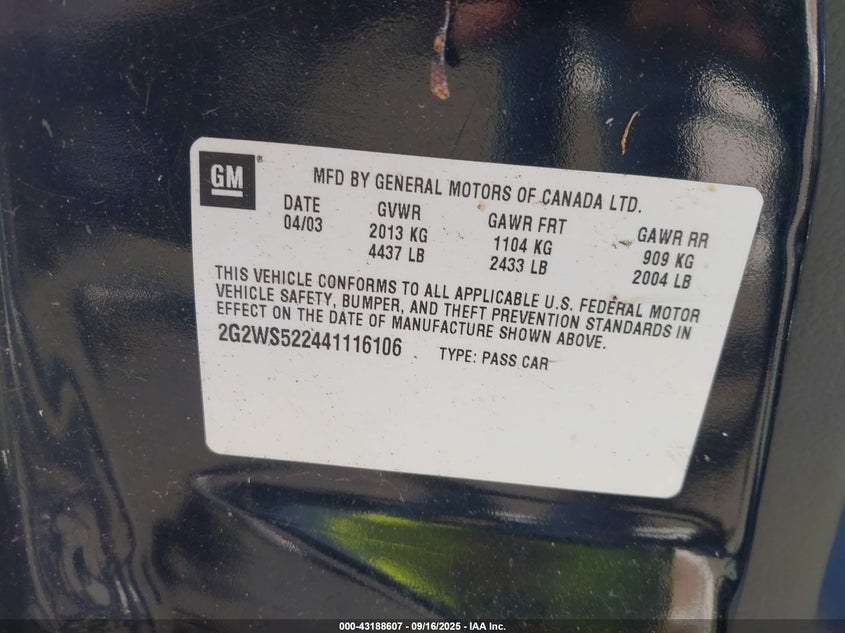 GM®
MFD BY GENERAL MOTORS OF CANADA LTD.
DATE GVWR GAWR FRT GAWR RR
04/03 2013 KG 1104 KG 909 KG
4437 LB 2433 LB 2004 LB
THIS VEHICLE CONFORMS TO ALL APPLICABLE U.S. FEDERAL MOTOR
VEHICLE SAFETY, BUMPER, AND THEFT PREVENTION STANDARDS IN
EFFECT ON THE DATE OF MANUFACTURE SHOWN ABOVE.
2G2WS522441116106 TYPE: PASS CAR
000-43188607 - 09/16/2025 - IAA Inc.